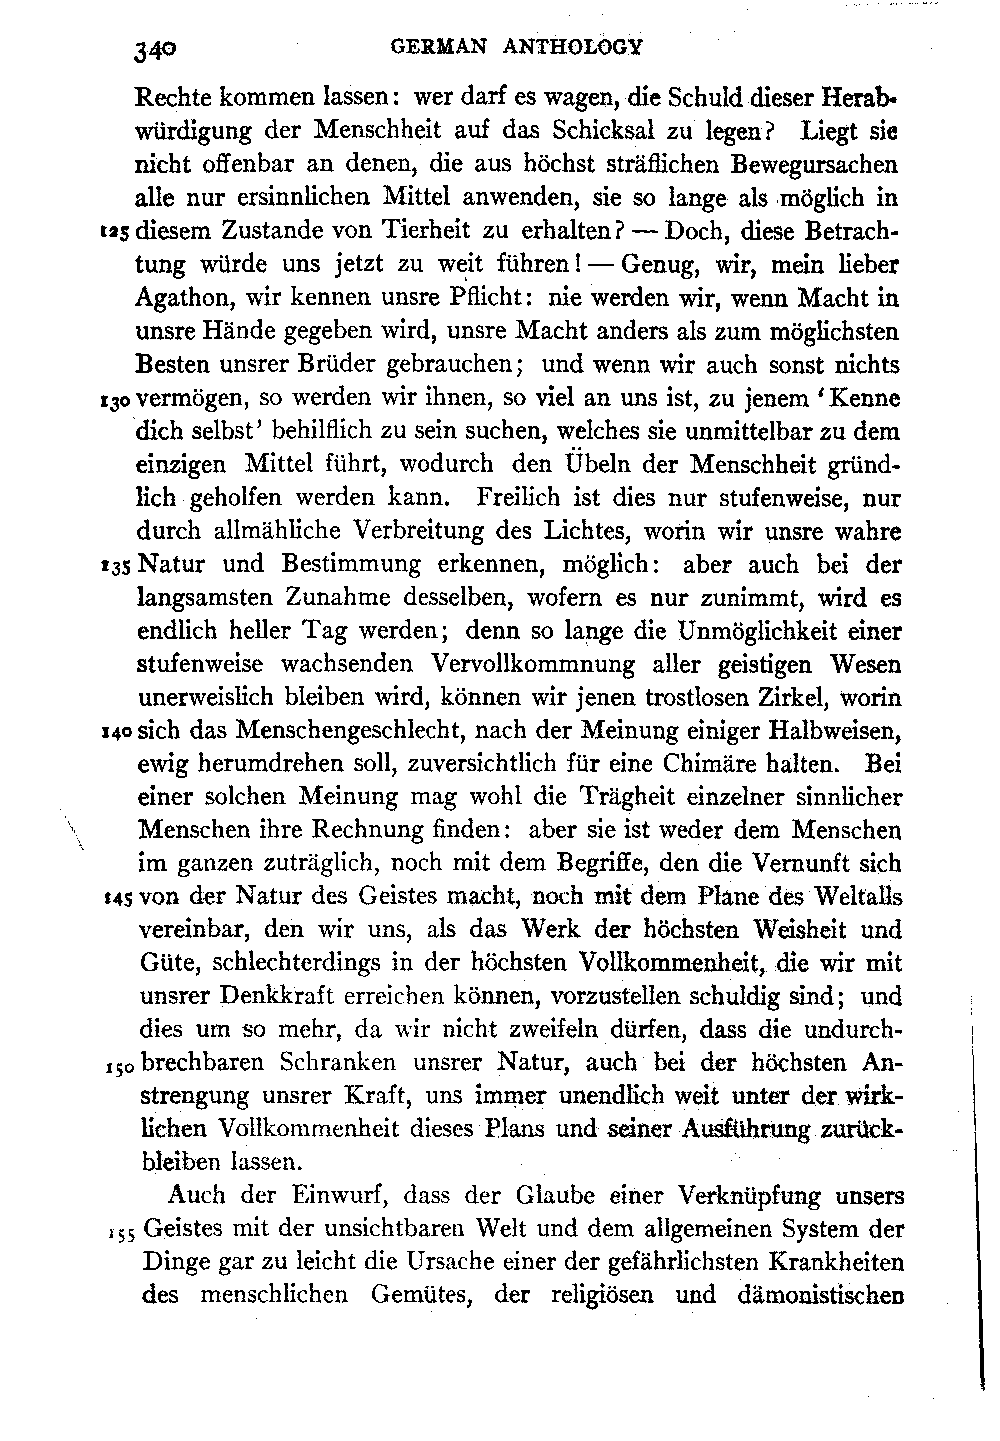 340 GERMAN ANTHOLOGY
Rechte kommen lassen: wer darf es wagen, die Schuld dieser Herab-
würdigung der Menschheit auf das Schicksal zu legen? Liegt sie
nicht offenbar an denen, die aus höchst sträflichen Bewegursachen
alle nur ersinnlichen Mittel anwenden, sie so lange als möglich in
125 diesem Zustande von Tierheit zu erhalten? — Doch, diese Betrach-
tung würde uns jetzt zu weit führen! — Genug, wir, mein lieber
Agathon, wir kennen unsre Pflicht: nie werden wir, wenn Macht in
unsre Hände gegeben wird, unsre Macht anders als zum möglichsten
Besten unsrer Brüder gebrauchen; und wenn wir auch sonst nichts
130 vermögen, so werden wir ihnen, so viel an uns ist, zu jenem ‘Kenne
dich selbst’ behilflich zu sein suchen, welches sie unmittelbar zu dem
einzigen Mittel führt, wodurch den Übeln der Menschheit gründ-
lich geholfen werden kann. Freilich ist dies nur stufenweise, nur
durch allmähliche Verbreitung des Lichtes, worin wir unsre wahre
135 Natur und Bestimmung erkennen, möglich: aber auch bei der
langsamsten Zunahme desselben, wofern es nur zunimmt, wird es
endlich heller Tag werden; denn so lange die Unmöglichkeit einer
stufenweise wachsenden Vervollkommnung aller geistigen Wesen
unerweislich bleiben wird, können wir jenen trostlosen Zirkel, worin
140 sich das Menschengeschlecht, nach der Meinung einiger Halbweisen,
ewig herumdrehen soll, zuversichtlich für eine Chimäre halten. Bei
einer solchen Meinung mag wohl die Trägheit einzelner sinnlicher
Menschen ihre Rechnung finden: aber sie ist weder dem Menschen
im ganzen zuträglich, noch mit dem Begriffe, den die Vernunft sich
145 von der Natur des Geistes macht, noch mit dem Plane des Weltalls
vereinbar, den wir uns, als das Werk der höchsten Weisheit und
Güte, schlechterdings in der höchsten Vollkommenheit, die wir mit
unsrer Denkkraft erreichen können, vorzustellen schuldig sind; und
dies um so mehr, da wir nicht zweifeln dürfen, dass die undurch-
150 brechbaren Schranken unsrer Natur, auch bei der höchsten An-
strengung unsrer Kraft, uns immer unendlich weit unter der wirk-
lichen Vollkommenheit dieses Plans und seiner Ausführung zurück-
bleiben lassen.
Auch der Einwurf, dass der Glaube einer Verknüpfung unsers
155 Geistes mit der unsichtbaren Welt und dem allgemeinen System der
Dinge gar zu leicht die Ursache einer der gefährlichsten Krankheiten
des menschlichen Gemütes, der religiösen und dämonistischen